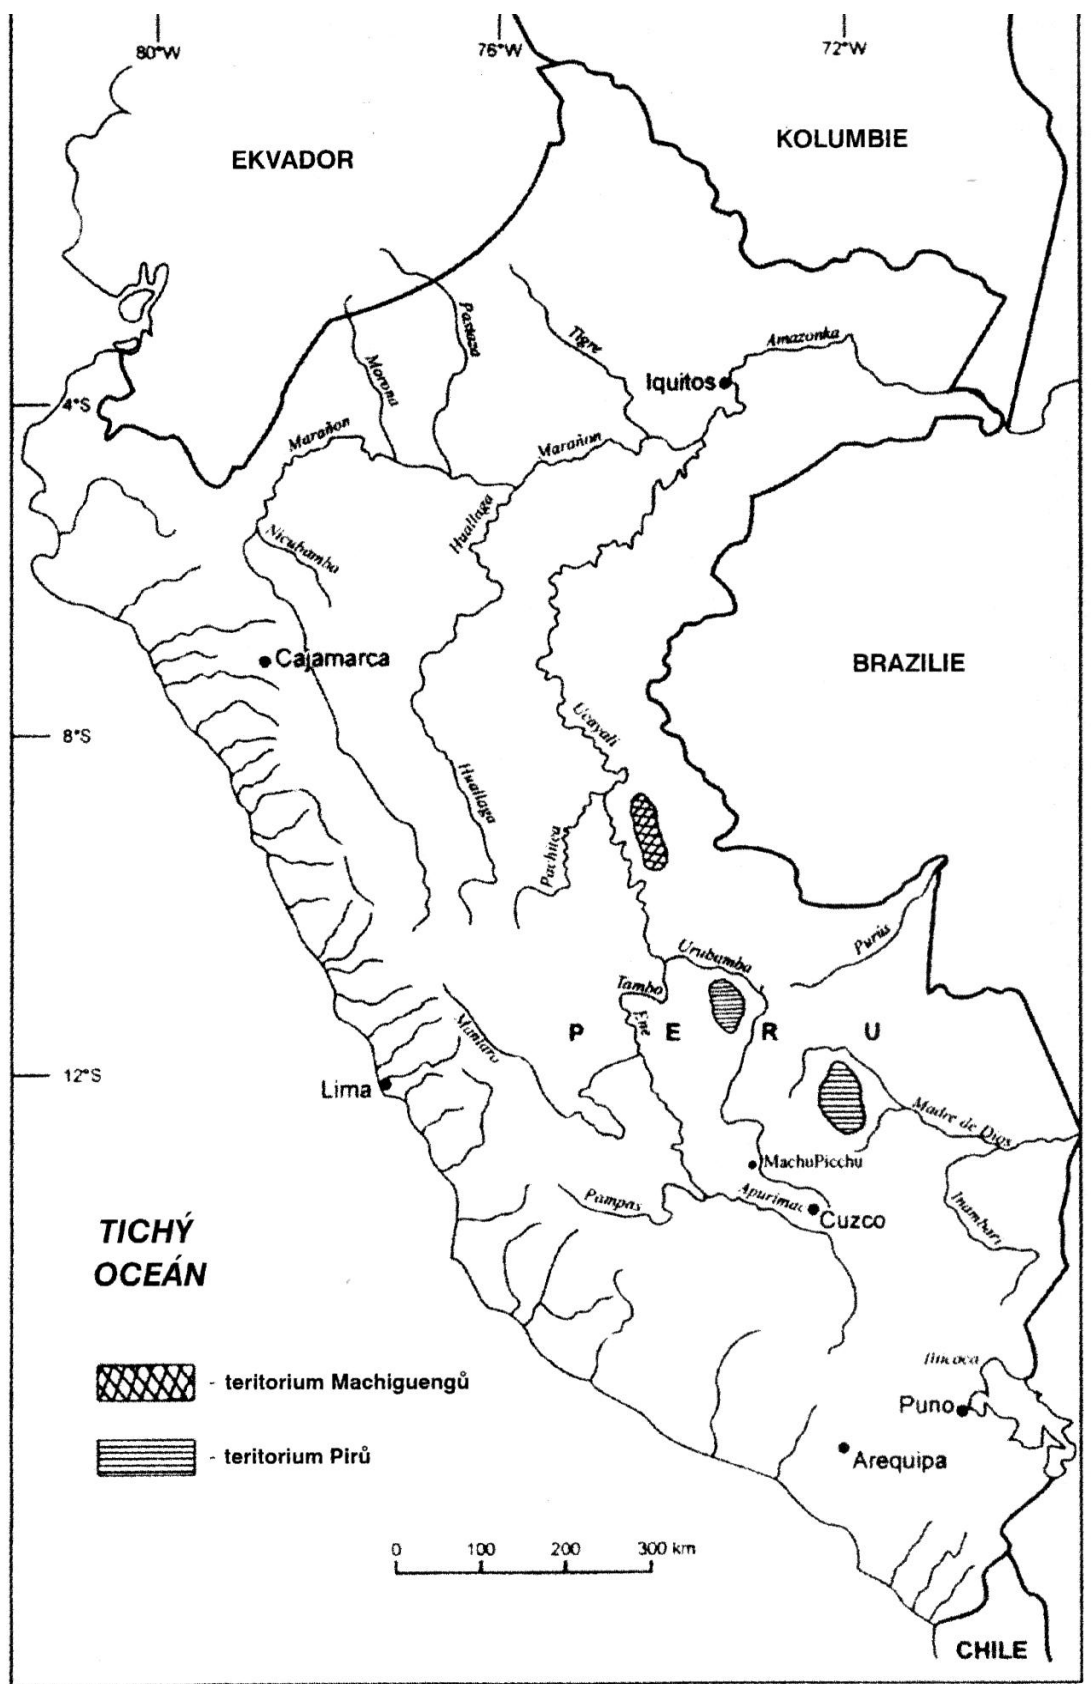 80°W
76°W
72°W
KOLUMBIE
EKVADOR
Pastaza
Tigre
Amazonka
Morona
Iquitos
4°S
Marañon
Marañon
Huallaga
Nicubamba
Cajamarca
BRAZILIE
Ucayali
8°S
Huallaga
Pachitea
Purús
Urubamba
Tambo
Ene
P E R U
Mantaro
12°S
Lima
Madre de Dios
MachuPicchu
Pampas
Apurimac
Inambari
Cuzco
TICHÝ
OCEÁN
Puno
- teritorium Machiguengů
Arequipa
- teritorium Pirů
0 100 200 300 km
CHILE